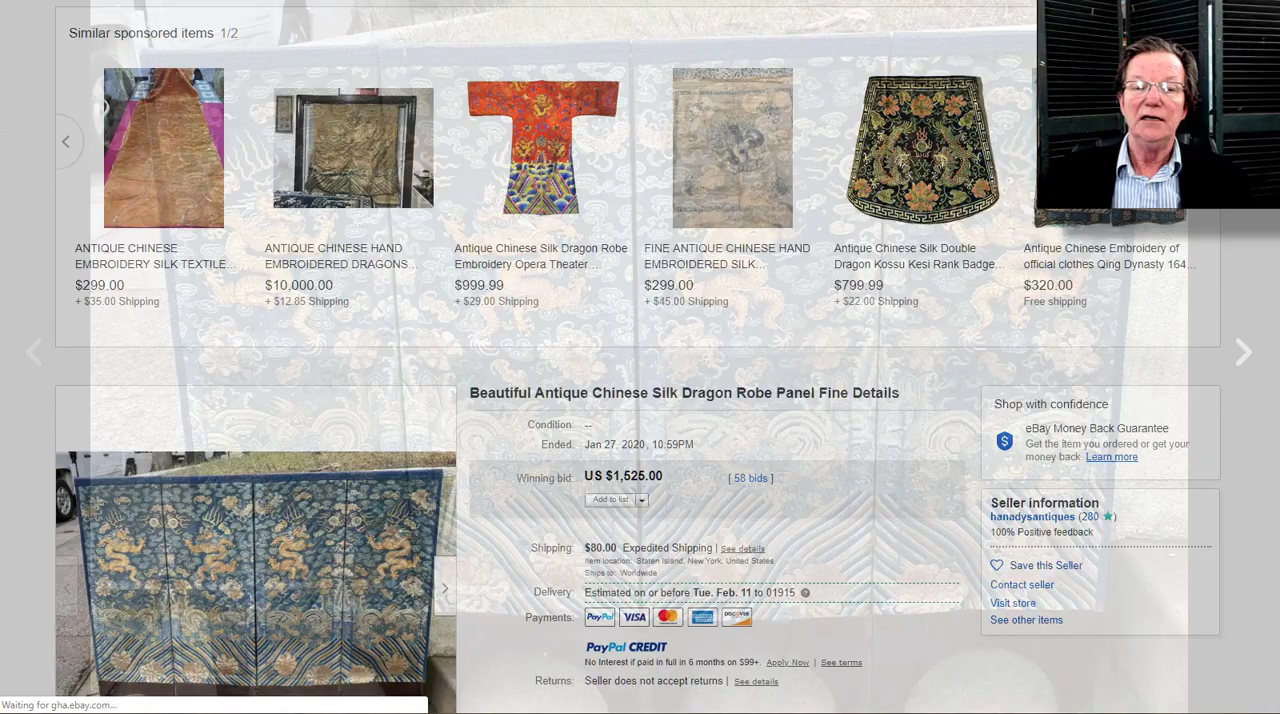 Similar sponsored items 1/2
ANTIQUE CHINESE
EMBROIDERY SILK TEXTILE...
$299.00
+ $35.00 Shipping
ANTIQUE CHINESE HAND
EMBROIDERED DRAGONS...
$10,000.00
+ $12.85 Shipping
Antique Chinese Silk Dragon Robe
Embroidery Opera Theater...
$999.99
+ $29.00 Shipping
FINE ANTIQUE CHINESE HAND
EMBROIDERED SILK...
$299.00
+ $45.00 Shipping
Antique Chinese Silk Double
Dragon Kossu Kesi Rank Badge...
$799.99
+ $22.00 Shipping
Antique Chinese Embroidery of
official clothes Qing Dynasty 164...
$320.00
Free shipping
Beautiful Antique Chinese Silk Dragon Robe Panel Fine Details
Condition: --
Ended: Jan 27, 2020, 10:59PM
Winning bid: US $1,525.00 [ 58 bids ]
Add to list
Shipping: $80.00 Expedited Shipping | See details
Item location: Staten Island, New York, United States
Ships to: Worldwide
Delivery: Estimated on or before Tue. Feb. 11 to 01915
Payments: PayPal VISA MasterCard AMERICAN EXPRESS DISCOVER
PayPal CREDIT
No Interest if paid in full in 6 months on $99+. Apply Now | See terms
Returns: Seller does not accept returns | See details
Shop with confidence
eBay Money Back Guarantee
Get the item you ordered or get your
money back. Learn more
Seller information
hanadysantiques (280 ★)
100% Positive feedback
Save this Seller
Contact seller
Visit store
See other items
Waiting for gha.ebay.com...